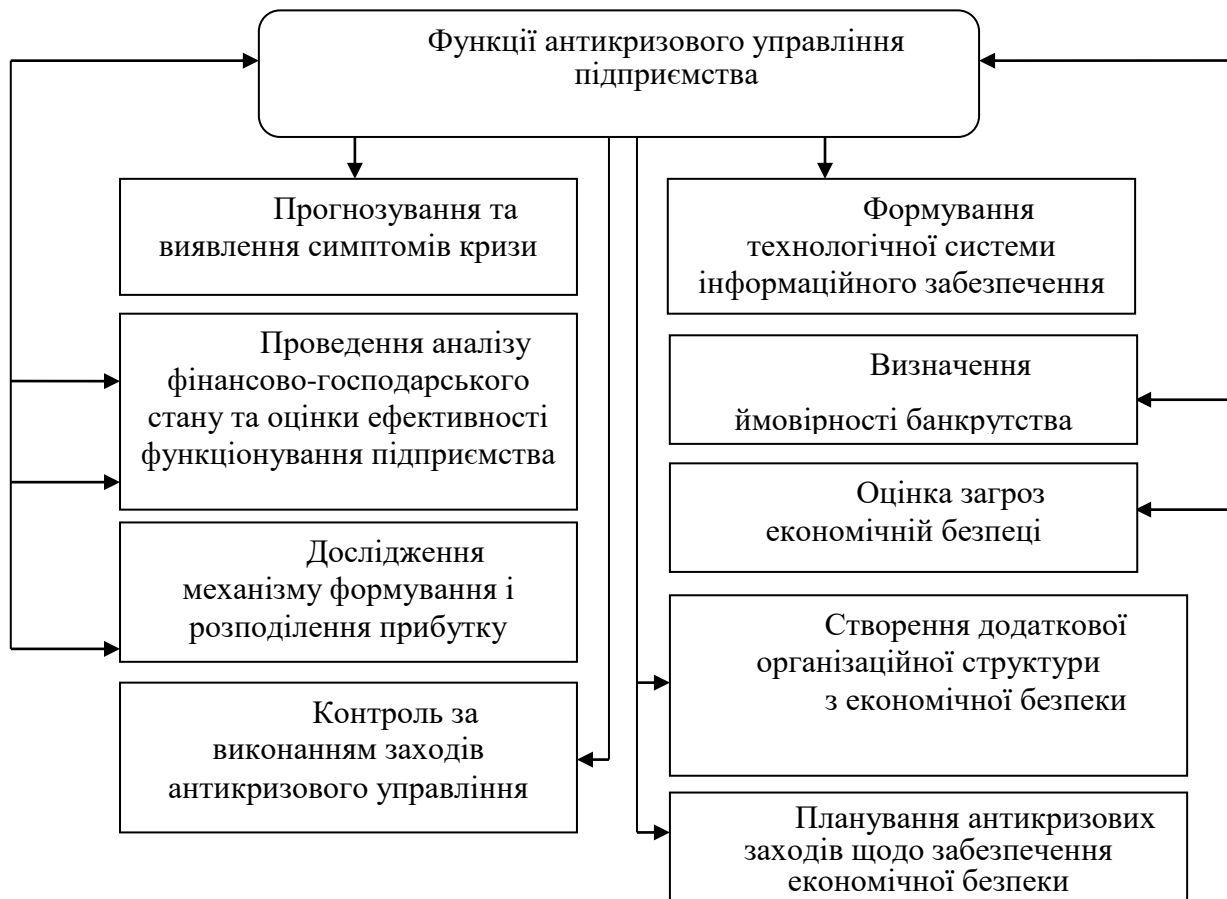 Функції антикризового управління
підприємства
Прогнозування та
виявлення симптомів кризи
Проведення аналізу
фінансово-господарського
стану та оцінки ефективності
функціонування підприємства
Дослідження
механізму формування і
розподілення прибутку
Контроль за
виконанням заходів
антикризового управління
Формування
технологічної системи
інформаційного забезпечення
Визначення
ймовірності банкрутства
Оцінка загроз
економічній безпеці
Створення додаткової
організаційної структури
з економічної безпеки
Планування антикризових
заходів щодо забезпечення
економічної безпеки